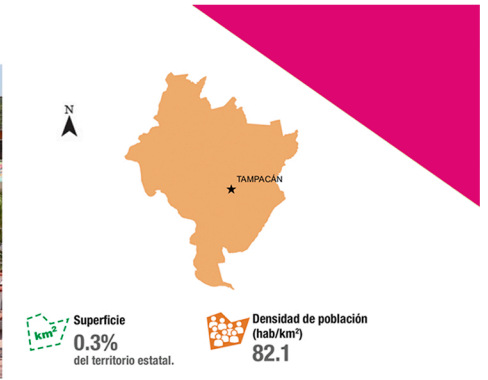 N
TAMPACÁN
km²
Superficie
0.3%
del territorio estatal.
Densidad de población
(hab/km²)
82.1